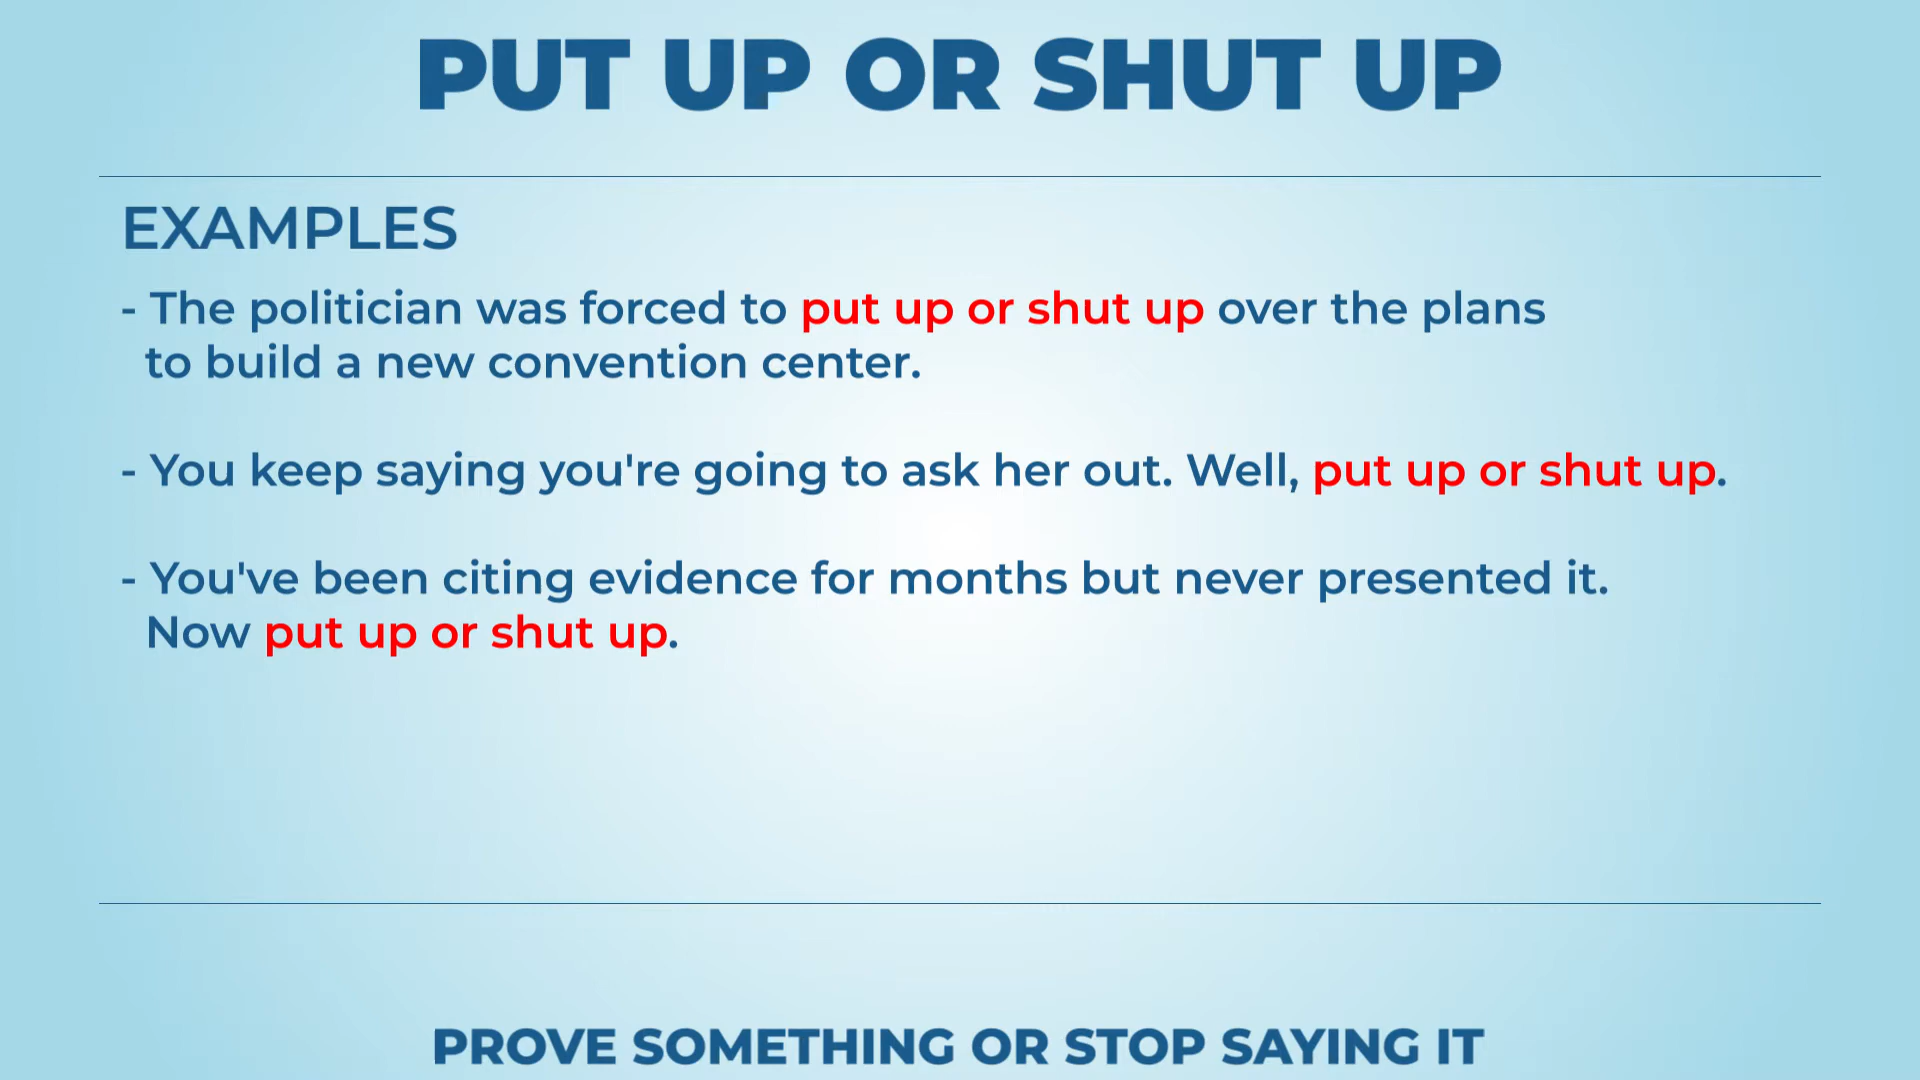 PUT UP OR SHUT UP
EXAMPLES
- The politician was forced to put up or shut up over the plans
to build a new convention center.
- You keep saying you're going to ask her out. Well, put up or shut up.
- You've been citing evidence for months but never presented it.
Now put up or shut up.
PROVE SOMETHING OR STOP SAYING IT